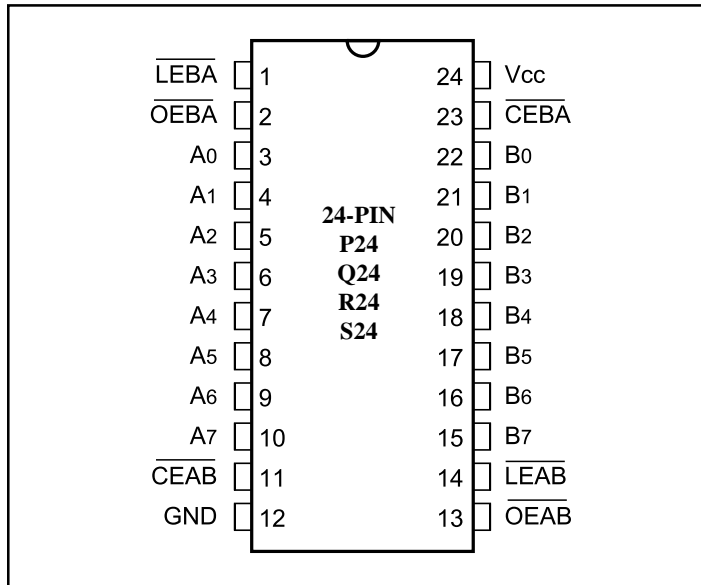 LEBA 1 24 Vcc
OEBA 2 23 CEBA
A0 3 22 B0
A1 4 21 B1
A2 5 20 B2
A3 6 19 B3
A4 7 18 B4
A5 8 17 B5
A6 9 16 B6
A7 10 15 B7
CEAB 11 14 LEAB
GND 12 13 OEAB
24-PIN
P24
Q24
R24
S24